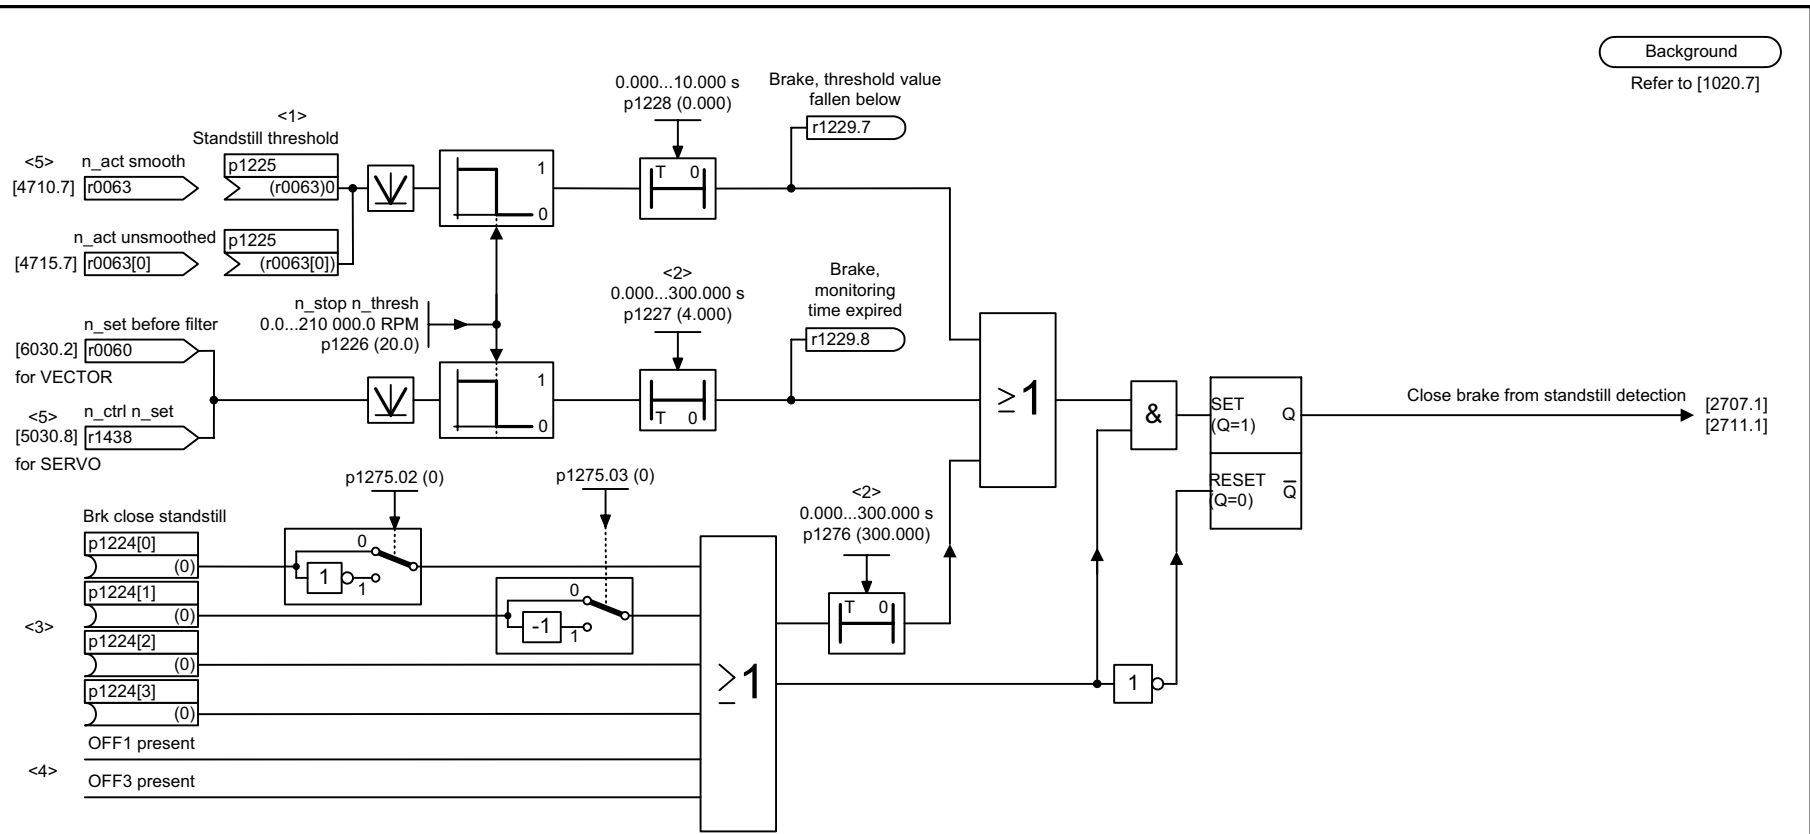 Background
Refer to [1020.7]
0.000...10.000 s
p1228 (0.000)
Brake, threshold value
fallen below
r1229.7
<1>
Standstill threshold
<5>
n_act smooth
[4710.7]
r0063
p1225
(r0063)0
1
0
T 0
n_act unsmoothed
[4715.7]
r0063[0]
p1225
(r0063[0])
n_stop n_thresh
0.0...210 000.0 RPM
p1226 (20.0)
<2>
0.000...300.000 s
p1227 (4.000)
Brake,
monitoring
time expired
r1229.8
n_set before filter
[6030.2]
r0060
for VECTOR
<5>
n_ctrl n_set
[5030.8]
r1438
for SERVO
1
0
T 0
≥1
&
SET
(Q=1)
Q
RESET
(Q=0)
Q̅
Close brake from standstill detection
[2707.1]
[2711.1]
p1275.02 (0)
p1275.03 (0)
<2>
0.000...300.000 s
p1276 (300.000)
Brk close standstill
p1224[0]
(0)
1
0
1
p1224[1]
(0)
-1
0
1
<3>
p1224[2]
(0)
p1224[3]
(0)
≥1
T 0
1
OFF1 present
<4>
OFF3 present